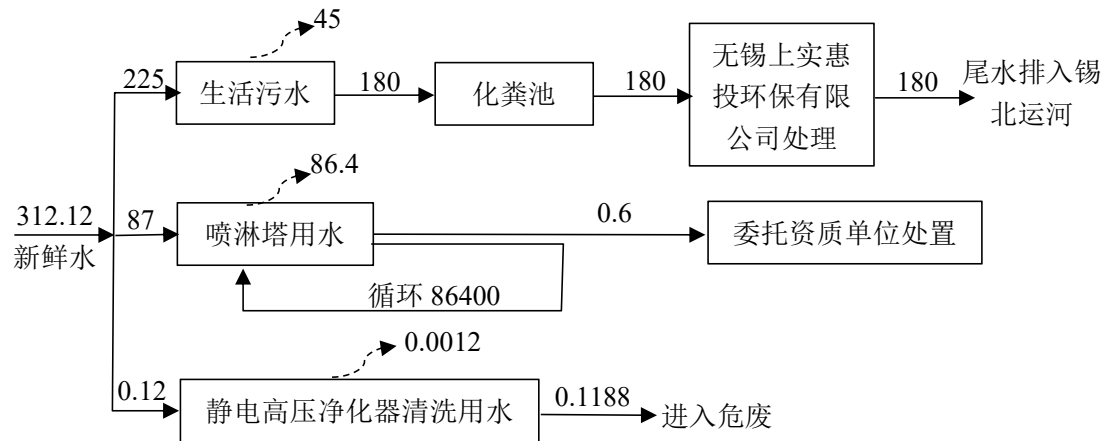 45
225
生活污水
180
化粪池
180
无锡上实惠
投环保有限
公司处理
180
尾水排入锡
北运河
86.4
312.12
新鲜水
87
喷淋塔用水
0.6
委托资质单位处置
循环 86400
0.0012
0.12
静电高压净化器清洗用水
0.1188
进入危废